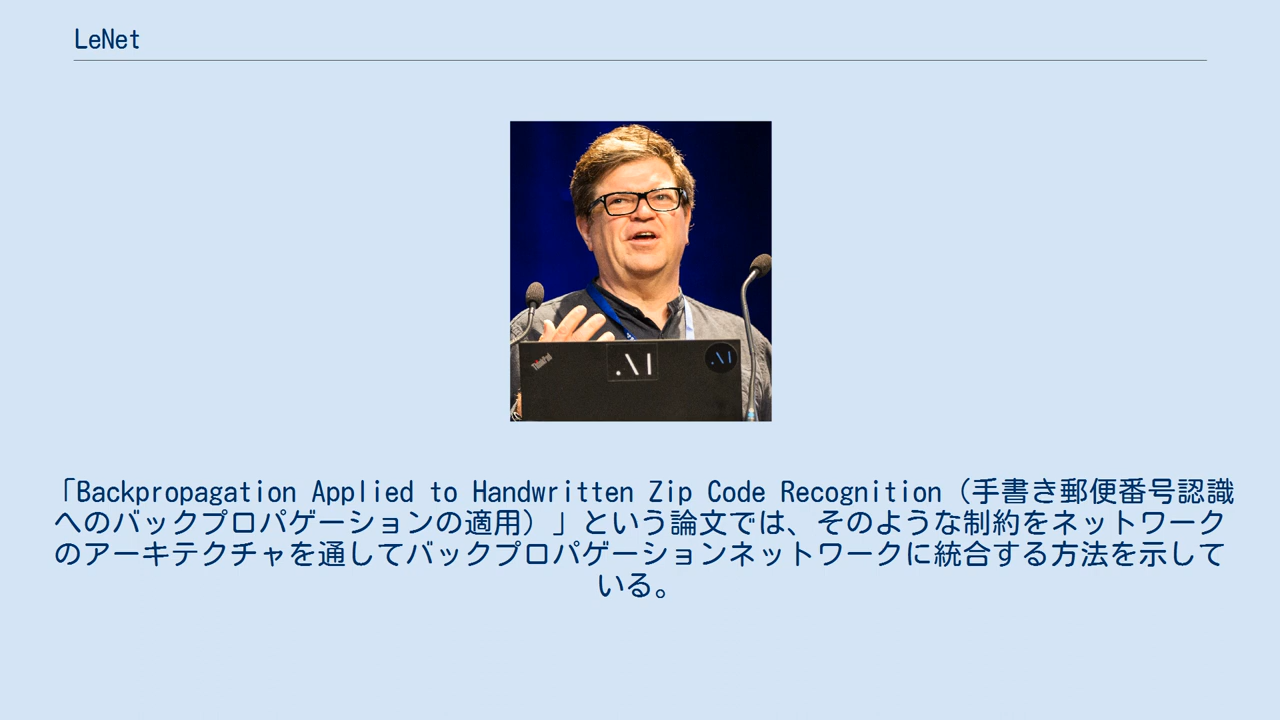 LeNet
ThinkPad
.AI
.AI
「Backpropagation Applied to Handwritten Zip Code Recognition（手書き郵便番号認識
へのバックプロパゲーションの適用）」という論文では、そのような制約をネットワーク
のアーキテクチャを通してバックプロパゲーションネットワークに統合する方法を示して
いる。